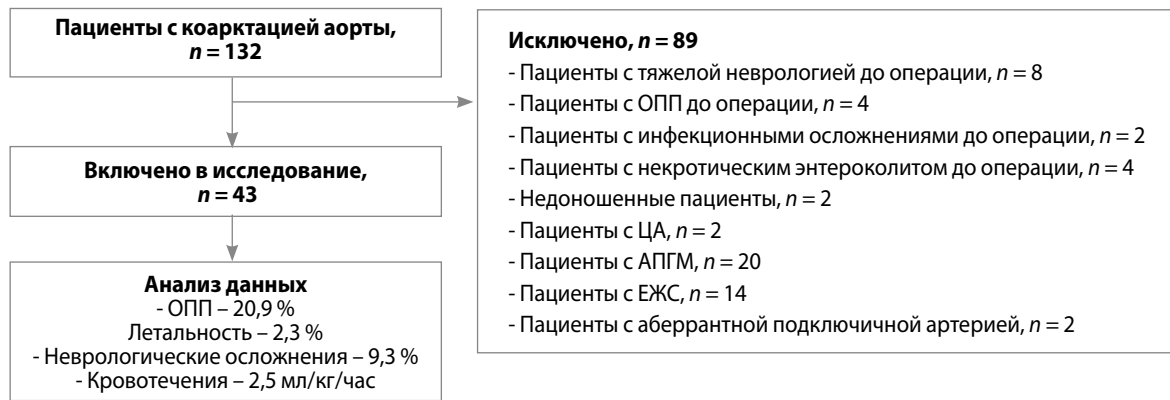 Пациенты с коарктацией аорты,
n = 132
Исключено, n = 89
- Пациенты с тяжелой неврологией до операции, n = 8
- Пациенты с ОПП до операции, n = 4
- Пациенты с инфекционными осложнениями до операции, n = 2
- Пациенты с некротическим энтероколитом до операции, n = 4
- Недоношенные пациенты, n = 2
- Пациенты с ЦА, n = 2
- Пациенты с АПГМ, n = 20
- Пациенты с ЕЖС, n = 14
- Пациенты с аберрантной подключичной артерией, n = 2
Включено в исследование,
n = 43
Анализ данных
- ОПП – 20,9 %
Летальность – 2,3 %
- Неврологические осложнения – 9,3 %
- Кровотечения – 2,5 мл/кг/час